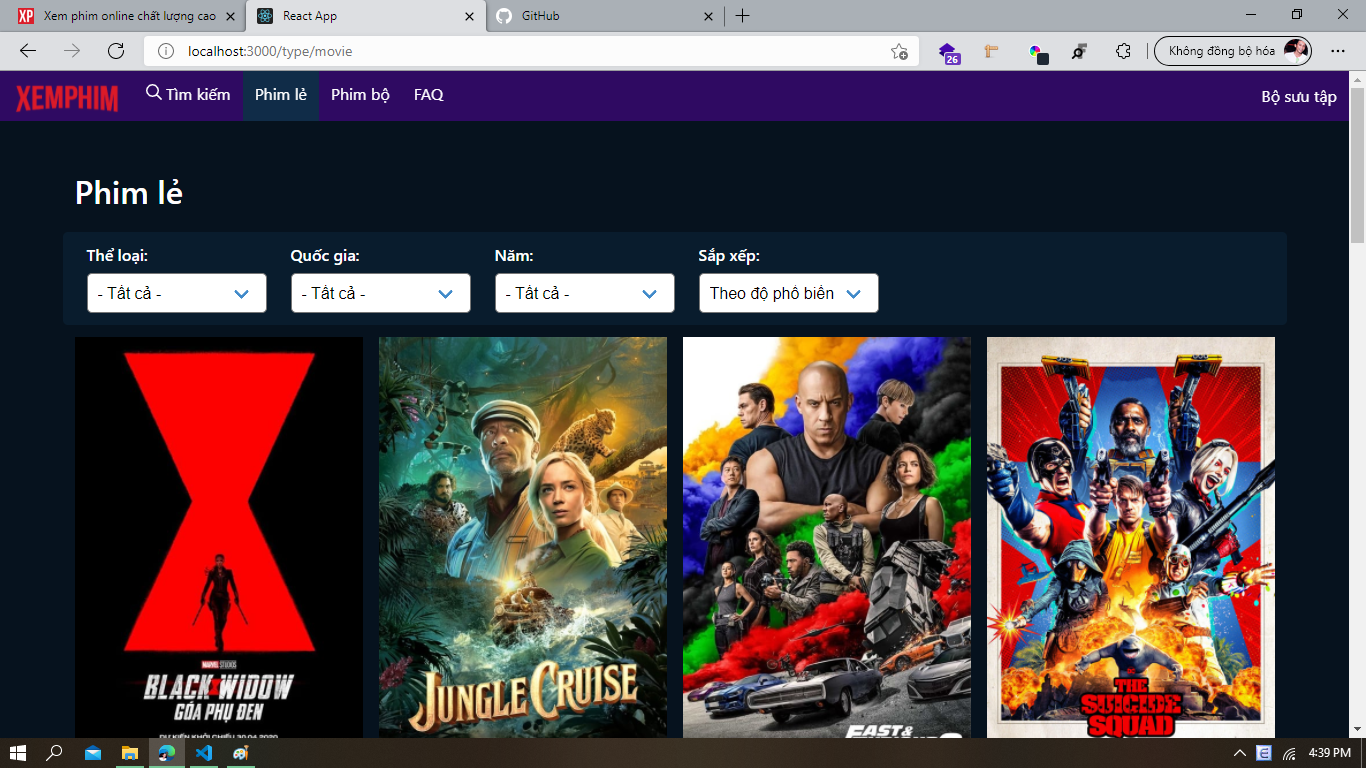 XP Xem phim online chất lượng cao
React App
GitHub
localhost:3000/type/movie
26
Không đồng bộ hóa
XEMPHIM
Tìm kiếm
Phim lẻ
Phim bộ
FAQ
Bộ sưu tập
Phim lẻ
Thể loại:
Quốc gia:
Năm:
Sắp xếp:
- Tất cả -
- Tất cả -
- Tất cả -
Theo độ phổ biến
MARVEL STUDIOS
BLACK WIDOW
GÓA PHỤ ĐEN
DỰ KIẾN KHỞI CHIẾU 30.04.2020
JUNGLE CRUISE
FAST &
THE
SUICIDE
SQUAD
E
4:39 PM